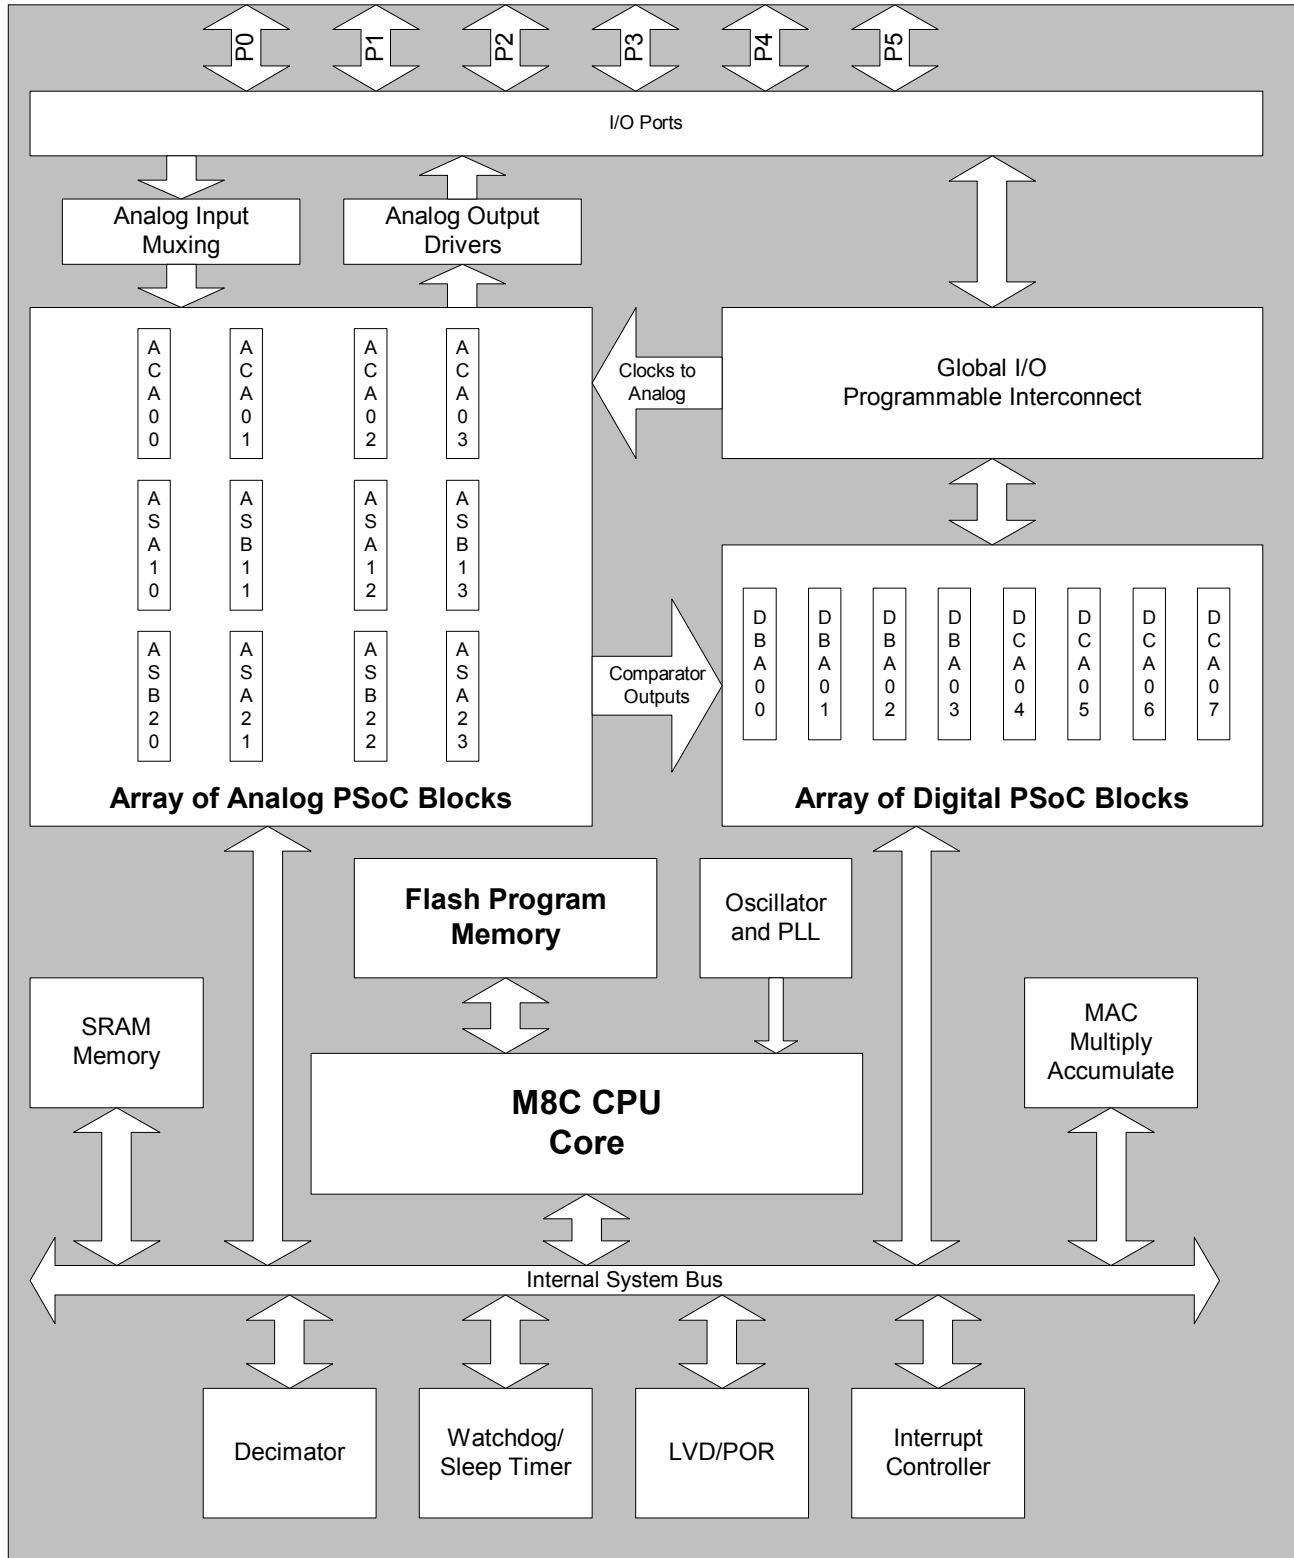 P0
P1
P2
P3
P4
P5
I/O Ports
Analog Input
Muxing
Analog Output
Drivers
ACA00
ACA01
ACA02
ACA03
Clocks to
Analog
Global I/O
Programmable Interconnect
ASA10
ASB11
ASA12
ASB13
ASB20
ASA21
ASB22
ASA23
Comparator
Outputs
DBA00
DBA01
DBA02
DBA03
DCA04
DCA05
DCA06
DCA07
Array of Analog PSoC Blocks
Array of Digital PSoC Blocks
Flash Program
Memory
Oscillator
and PLL
SRAM
Memory
MAC
Multiply
Accumulate
M8C CPU
Core
Internal System Bus
Decimator
Watchdog/
Sleep Timer
LVD/POR
Interrupt
Controller